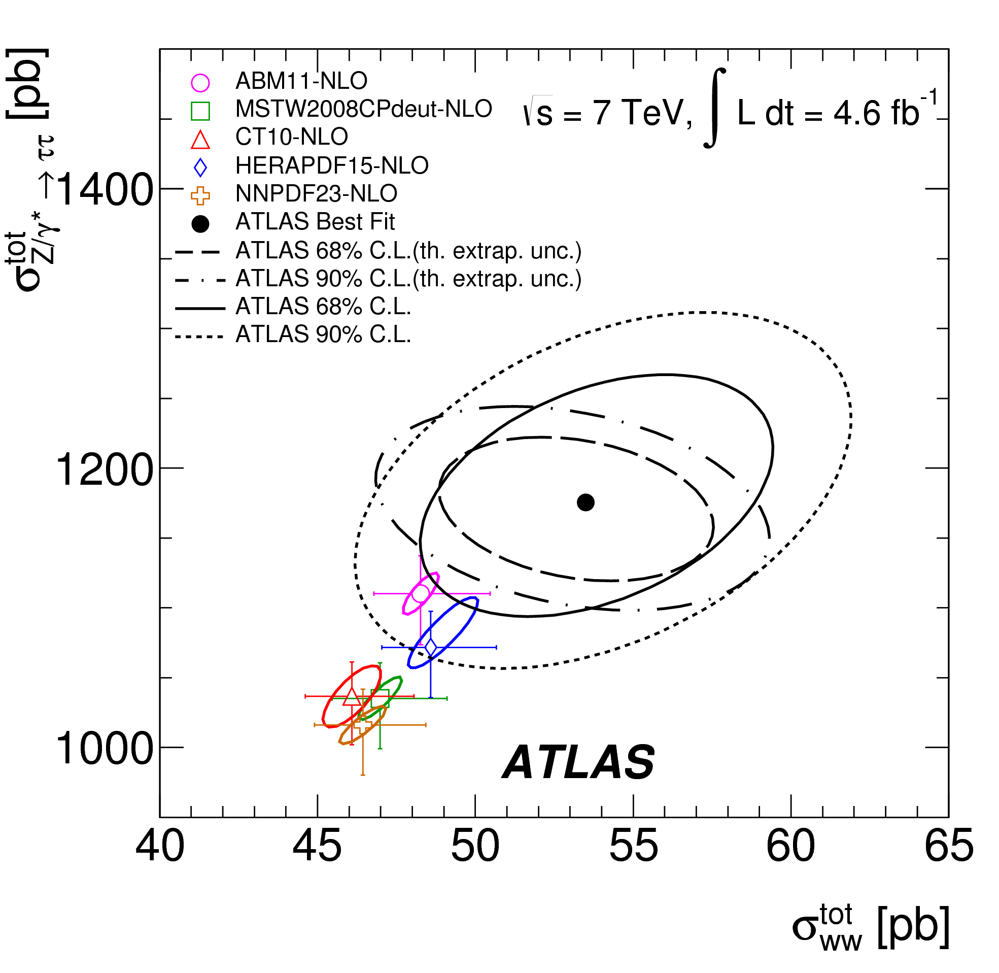 σ^tot_Z/γ*→ττ [pb]
ABM11-NLO
MSTW2008CPdeut-NLO
CT10-NLO
HERAPDF15-NLO
NNPDF23-NLO
ATLAS Best Fit
ATLAS 68% C.L.(th. extrap. unc.)
ATLAS 90% C.L.(th. extrap. unc.)
ATLAS 68% C.L.
ATLAS 90% C.L.
√s = 7 TeV, ∫ L dt = 4.6 fb⁻¹
1400
1200
1000
ATLAS
40 45 50 55 60 65
σ^tot_WW [pb]